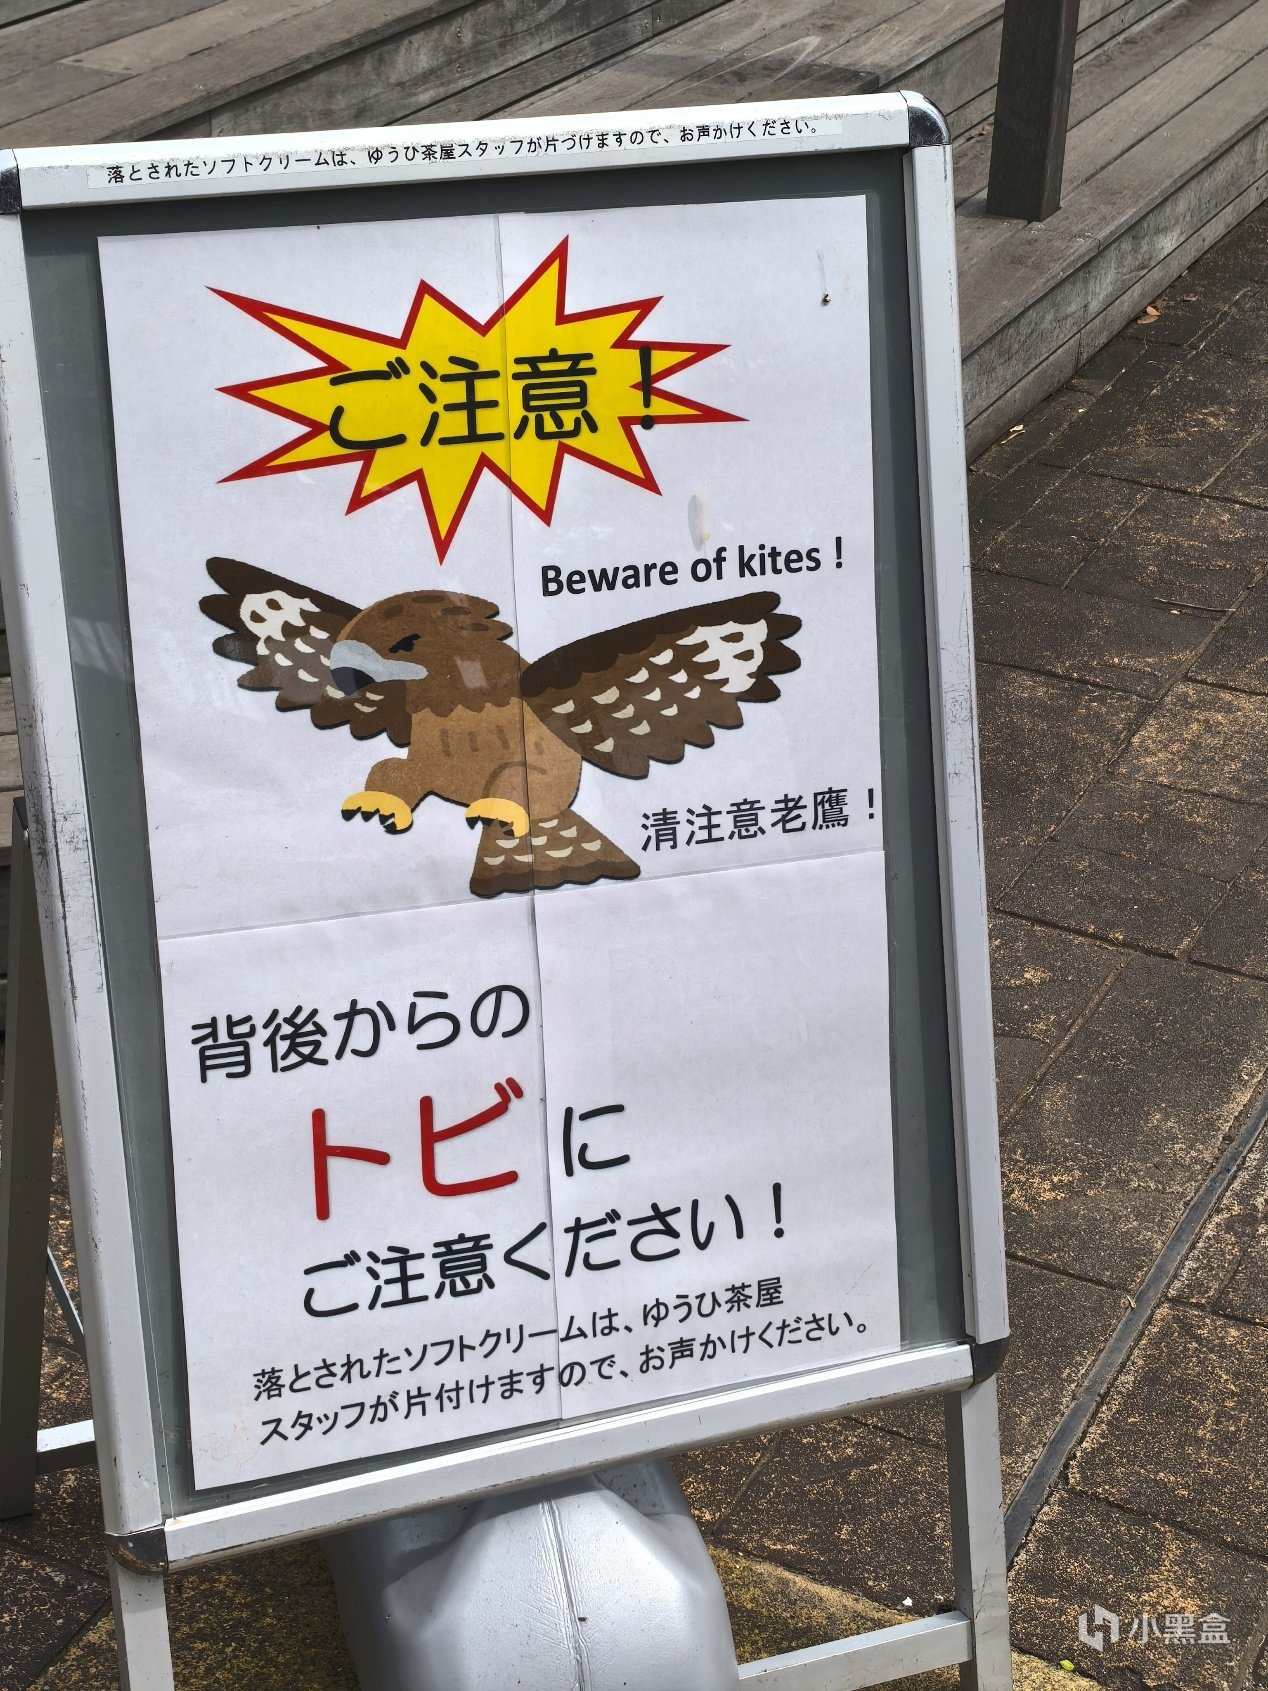 落とされたソフトクリームは、ゆうひ茶屋スタッフが片づけますので、お声かけください。
ご注意！
Beware of kites !
清注意老鷹！
背後からの
トビに
ご注意ください！
落とされたソフトクリームは、ゆうひ茶屋
スタッフが片付けますので、お声かけください。
小黑盒